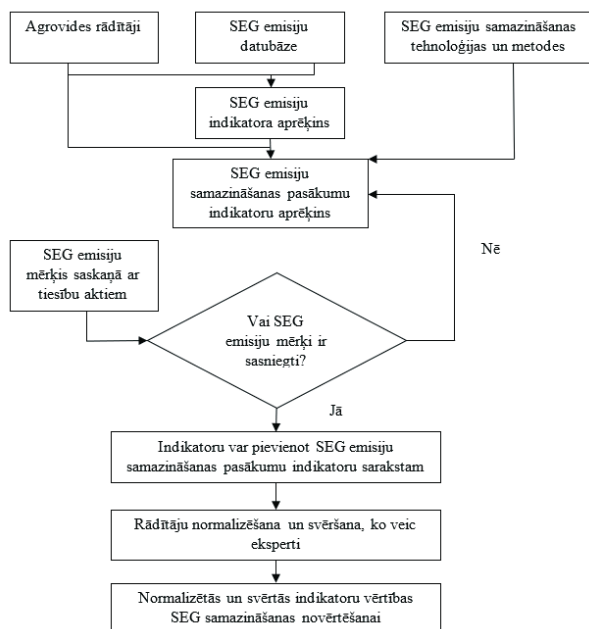 Agrovides rādītāji
SEG emisiju
datubāze
SEG emisiju samazināšanas
tehnoloģijas un metodes
SEG emisiju
indikatora aprēķins
SEG emisiju
samazināšanas pasākumu
indikatoru aprēķins
Nē
SEG emisiju
mērķis saskaņā ar
tiesību aktiem
Vai SEG
emisiju mērķi ir
sasniegti?
Jā
Indikatoru var pievienot SEG emisiju
samazināšanas pasākumu indikatoru sarakstam
Rādītāju normalizēšana un svēršana, ko veic
eksperti
Normalizētās un svērtās indikatoru vērtības
SEG samazināšanas novērtēšanai